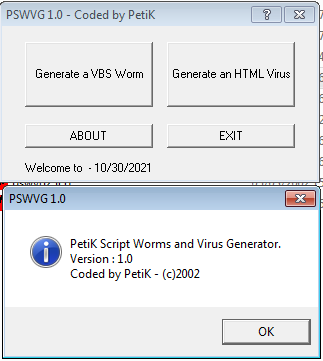 PSWVG 1.0 - Coded by PetiK
Generate a VBS Worm
Generate an HTML Virus
ABOUT
EXIT
Welcome to - 10/30/2021
PSWVG 1.0
PetiK Script Worms and Virus Generator.
Version : 1.0
Coded by PetiK - (c)2002
OK